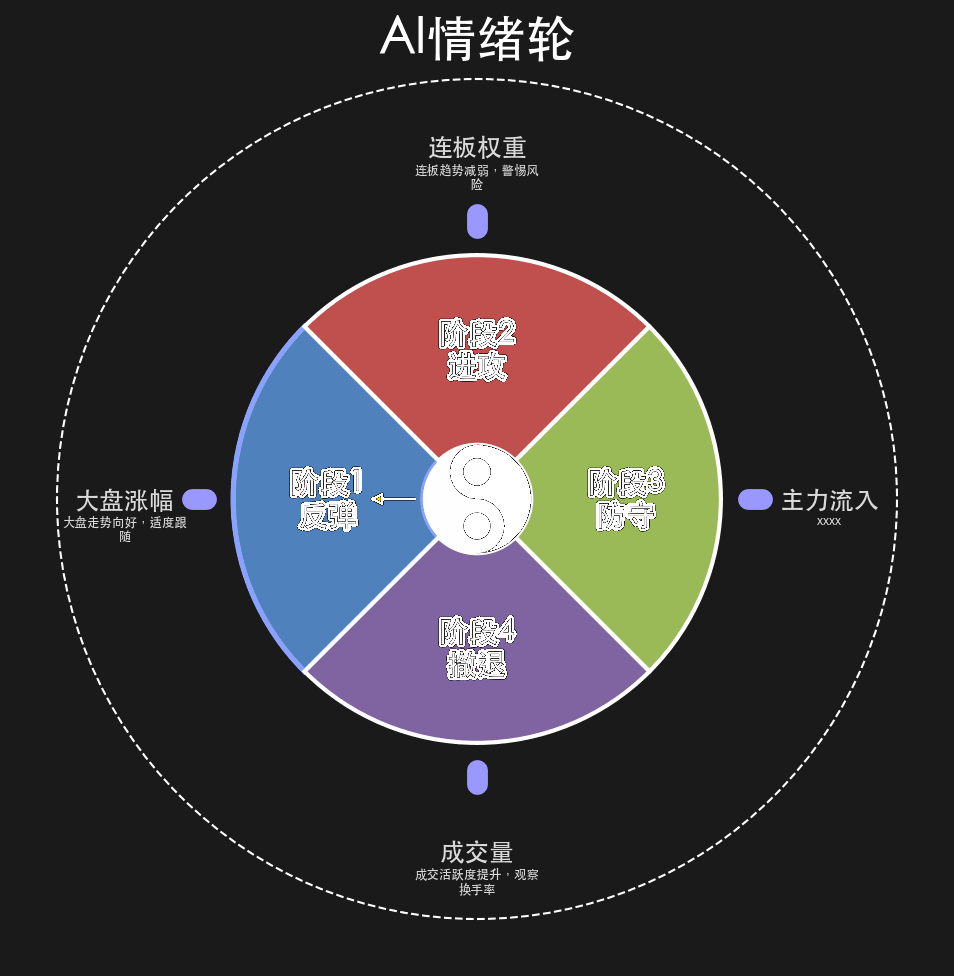 AI情绪轮
连板权重
连板趋势减弱，警惕风
险
阶段2
进攻
大盘涨幅
大盘走势向好，适度跟
随
阶段1
反弹
阶段3
防守
主力流入
xxxx
阶段4
撤退
成交量
成交活跃度提升，观察
换手率